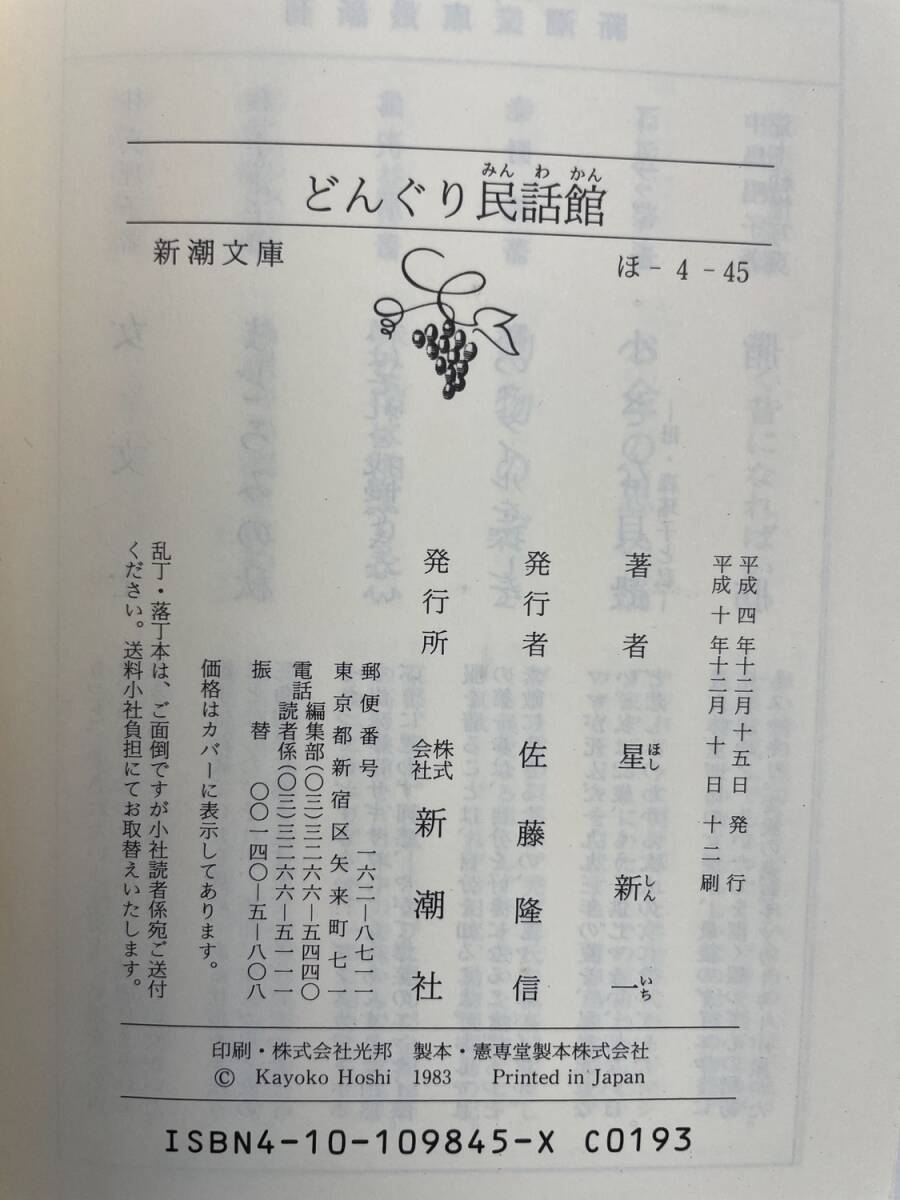 どんぐり民話館
みんわかん
新潮文庫
ほ-4-45
平成四年十二月十五日発行
平成十年十二月十日十二刷
著者 星新一
ほし しん いち
発行者 佐藤隆信
発行所 株式会社 新潮社
郵便番号 一六二―八七一一
東京都新宿区矢来町七一
電話 編集部(〇三)三二六六―五四四〇
読者係(〇三)三二六六―五一一一
振替 〇〇一四〇―五―八〇八
価格はカバーに表示してあります。
乱丁・落丁本は、ご面倒ですが小社読者係宛ご送付
ください。送料小社負担にてお取替えいたします。
印刷・株式会社光邦 製本・憲専堂製本株式会社
© Kayoko Hoshi 1983 Printed in Japan
ISBN4-10-109845-X C0193